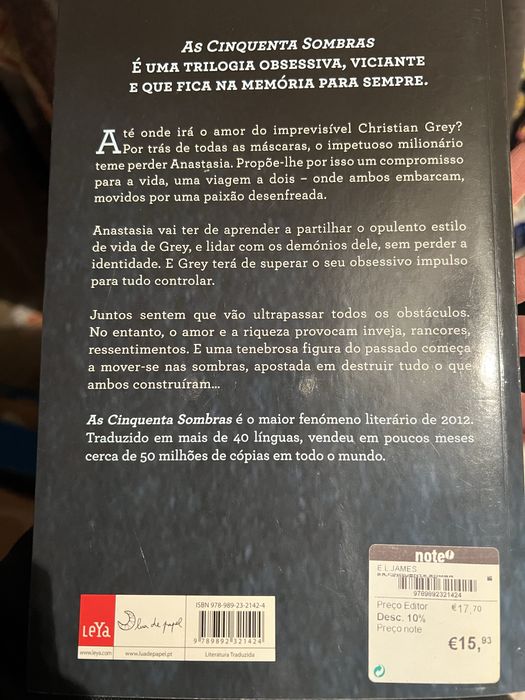 As Cinquenta Sombras
É UMA TRILOGIA OBSESSIVA, VICIANTE
E QUE FICA NA MEMÓRIA PARA SEMPRE.
Até onde irá o amor do imprevisível Christian Grey?
Por trás de todas as máscaras, o impetuoso milionário
teme perder Anastasia. Propõe-lhe por isso um compromisso
para a vida, uma viagem a dois – onde ambos embarcam,
movidos por uma paixão desenfreada.
Anastasia vai ter de aprender a partilhar o opulento estilo
de vida de Grey, e lidar com os demónios dele, sem perder a
identidade. E Grey terá de superar o seu obsessivo impulso
para tudo controlar.
Juntos sentem que vão ultrapassar todos os obstáculos.
No entanto, o amor e a riqueza provocam inveja, rancores,
ressentimentos. E uma tenebrosa figura do passado começa
a mover-se nas sombras, apostada em destruir tudo o que
ambos construíram...
As Cinquenta Sombras é o maior fenómeno literário de 2012.
Traduzido em mais de 40 línguas, vendeu em poucos meses
cerca de 50 milhões de cópias em todo o mundo.
LeYa
www.leya.com
Lua de papel
www.luadepapel.pt
ISBN 978-989-23-2142-4
9789892321424
Literatura Traduzida
note!
E L JAMES
9789892321424
Preço Editor €17,70
Desc. 10%
Preço note
€15,93